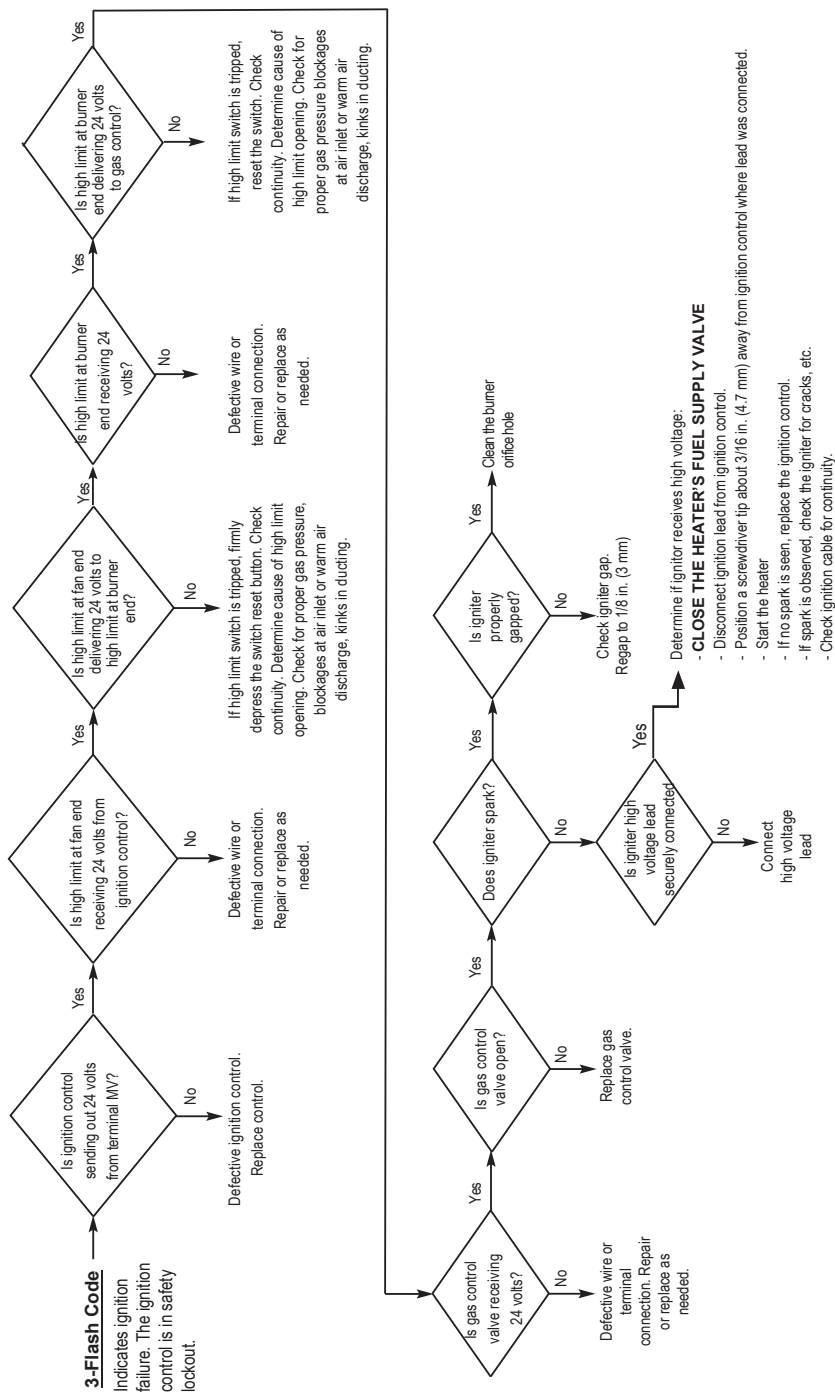 3-Flash Code
Indicates ignition
failure. The ignition
control is in safety
lockout.
Is ignition control
sending out 24 volts
from terminal MV?
Yes
No
Defective ignition control.
Replace control.
Is high limit at fan end
receiving 24 volts from
ignition control?
Yes
No
Defective wire or
terminal connection.
Repair or replace as
needed.
Is high limit at fan end
delivering 24 volts to
high limit at burner
end?
Yes
No
If high limit switch is tripped, firmly
depress the switch reset button. Check
continuity. Determine cause of high limit
opening. Check for proper gas pressure,
blockages at air inlet or warm air
discharge, kinks in ducting.
Is high limit at burner
end receiving 24
volts?
Yes
No
Defective wire or
terminal connection.
Repair or replace as
needed.
Is high limit at burner
end delivering 24 volts
to gas control?
Yes
No
If high limit switch is tripped,
reset the switch. Check
continuity. Determine cause of
high limit opening. Check for
proper gas pressure blockages
at air inlet or warm air
discharge, kinks in ducting.
Is gas control
valve receiving
24 volts?
Yes
No
Defective wire or
terminal
connection. Repair
or replace as
needed.
Is gas control
valve open?
Yes
No
Replace gas
control valve.
Does igniter spark?
Yes
No
Is igniter
properly
gapped?
Yes
Clean the burner
orifice hole
No
Check igniter gap.
Regap to 1/8 in. (3 mm)
Is igniter high
voltage lead
securely connected
Yes
No
Connect
high voltage
lead
Determine if ignitor receives high voltage:
- CLOSE THE HEATER'S FUEL SUPPLY VALVE
- Disconnect ignition lead from ignition control.
- Position a screwdriver tip about 3/16 in. (4.7 mm) away from ignition control where lead was connected.
- Start the heater
- If no spark is seen, replace the ignition control.
- If spark is observed, check the igniter for cracks, etc.
- Check ignition cable for continuity.